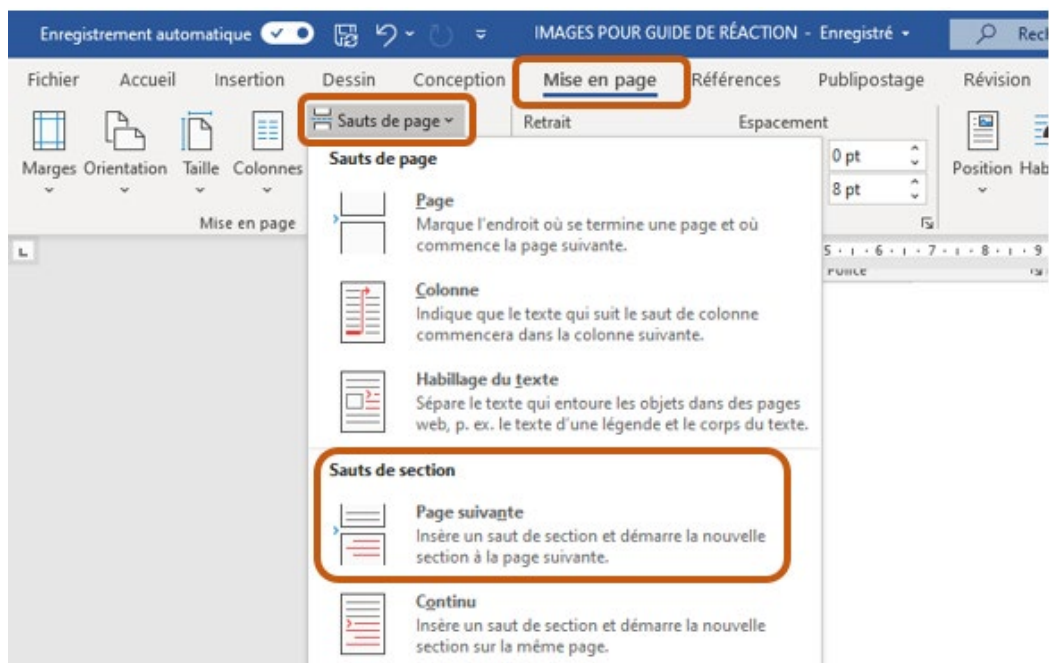 Enregistrement automatique
IMAGES POUR GUIDE DE RÉACTION - Enregistré
Fichier Accueil Insertion Dessin Conception Mise en page Références Publipostage Révision
Sauts de page
Retrait Espacement
Marges Orientation Taille Colonnes
0 pt
8 pt
Position
Mise en page
Sauts de page
Page
Marque l'endroit où se termine une page et où
commence la page suivante.
Colonne
Indique que le texte qui suit le saut de colonne
commencera dans la colonne suivante.
Habillage du texte
Sépare le texte qui entoure les objets dans des pages
web, p. ex. le texte d'une légende et le corps du texte.
Sauts de section
Page suivante
Insère un saut de section et démarre la nouvelle
section à la page suivante.
Continu
Insère un saut de section et démarre la nouvelle
section sur la même page.
L
5 6 7 8 9
Police